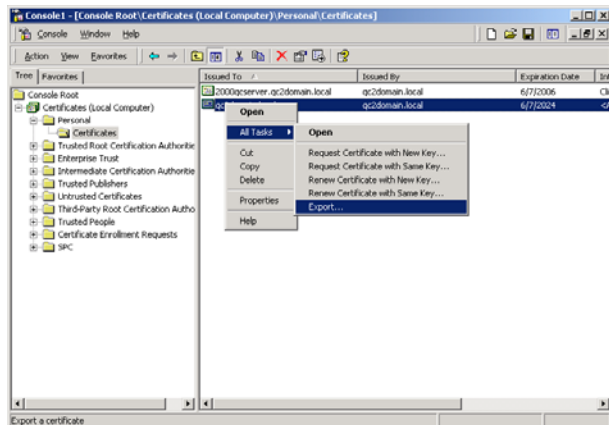 Console1 - [Console Root\Certificates (Local Computer)\Personal\Certificates]
Console Window Help
Action View Favorites
Tree Favorites
Issued To Issued By Expiration Date
Console Root
Certificates (Local Computer)
Personal
Certificates
Trusted Root Certification Authoritie
Enterprise Trust
Intermediate Certification Authoritie
Trusted Publishers
Untrusted Certificates
Third-Party Root Certification Autho
Trusted People
Certificate Enrollment Requests
SPC
2000qcserver.qc2domain.local qc2domain.local 6/7/2006
qc2domain.local 6/7/2024
Open
All Tasks
Cut
Copy
Delete
Properties
Help
Open
Request Certificate with New Key...
Request Certificate with Same Key...
Renew Certificate with New Key...
Renew Certificate with Same Key...
Export...
Export a certificate